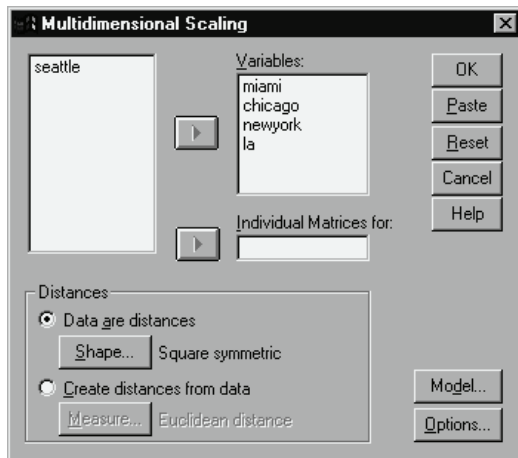 Multidimensional Scaling
seattle
Variables:
miami
chicago
newyork
la
Individual Matrices for:
OK
Paste
Reset
Cancel
Help
Distances
Data are distances
Shape... Square symmetric
Create distances from data
Measure... Euclidean distance
Model...
Options...